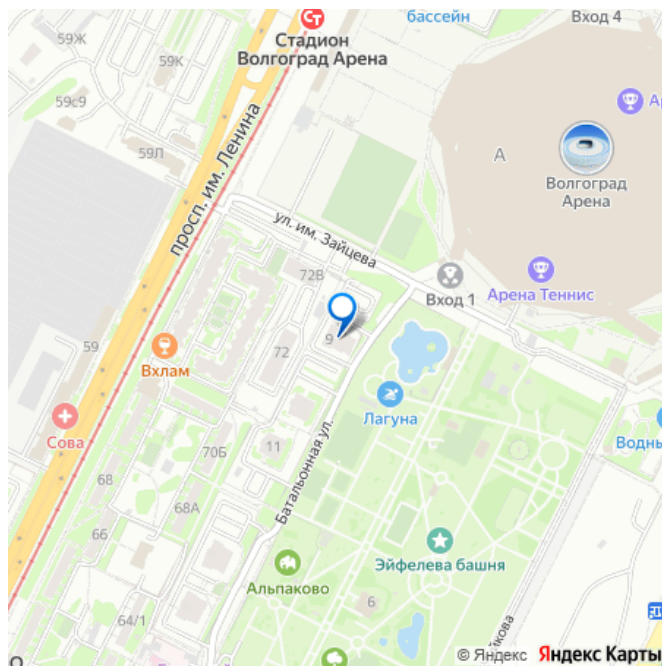 59Ж
СТ
бассейн
Вход 4
Стадион
Волгоград Арена
59К
59с9
59Л
просп. им. Ленина
А
Волгоград
Арена
ул. им. Зайцева
72В
Вход 1
Арена Теннис
59
9
Вхлам
72
Лагуна
Сова
70Б
11
Водны
68
Батальонная ул.
68А
66
Эйфелева башня
Альпаково
6
64/1
© Яндекс
Яндекс Карты